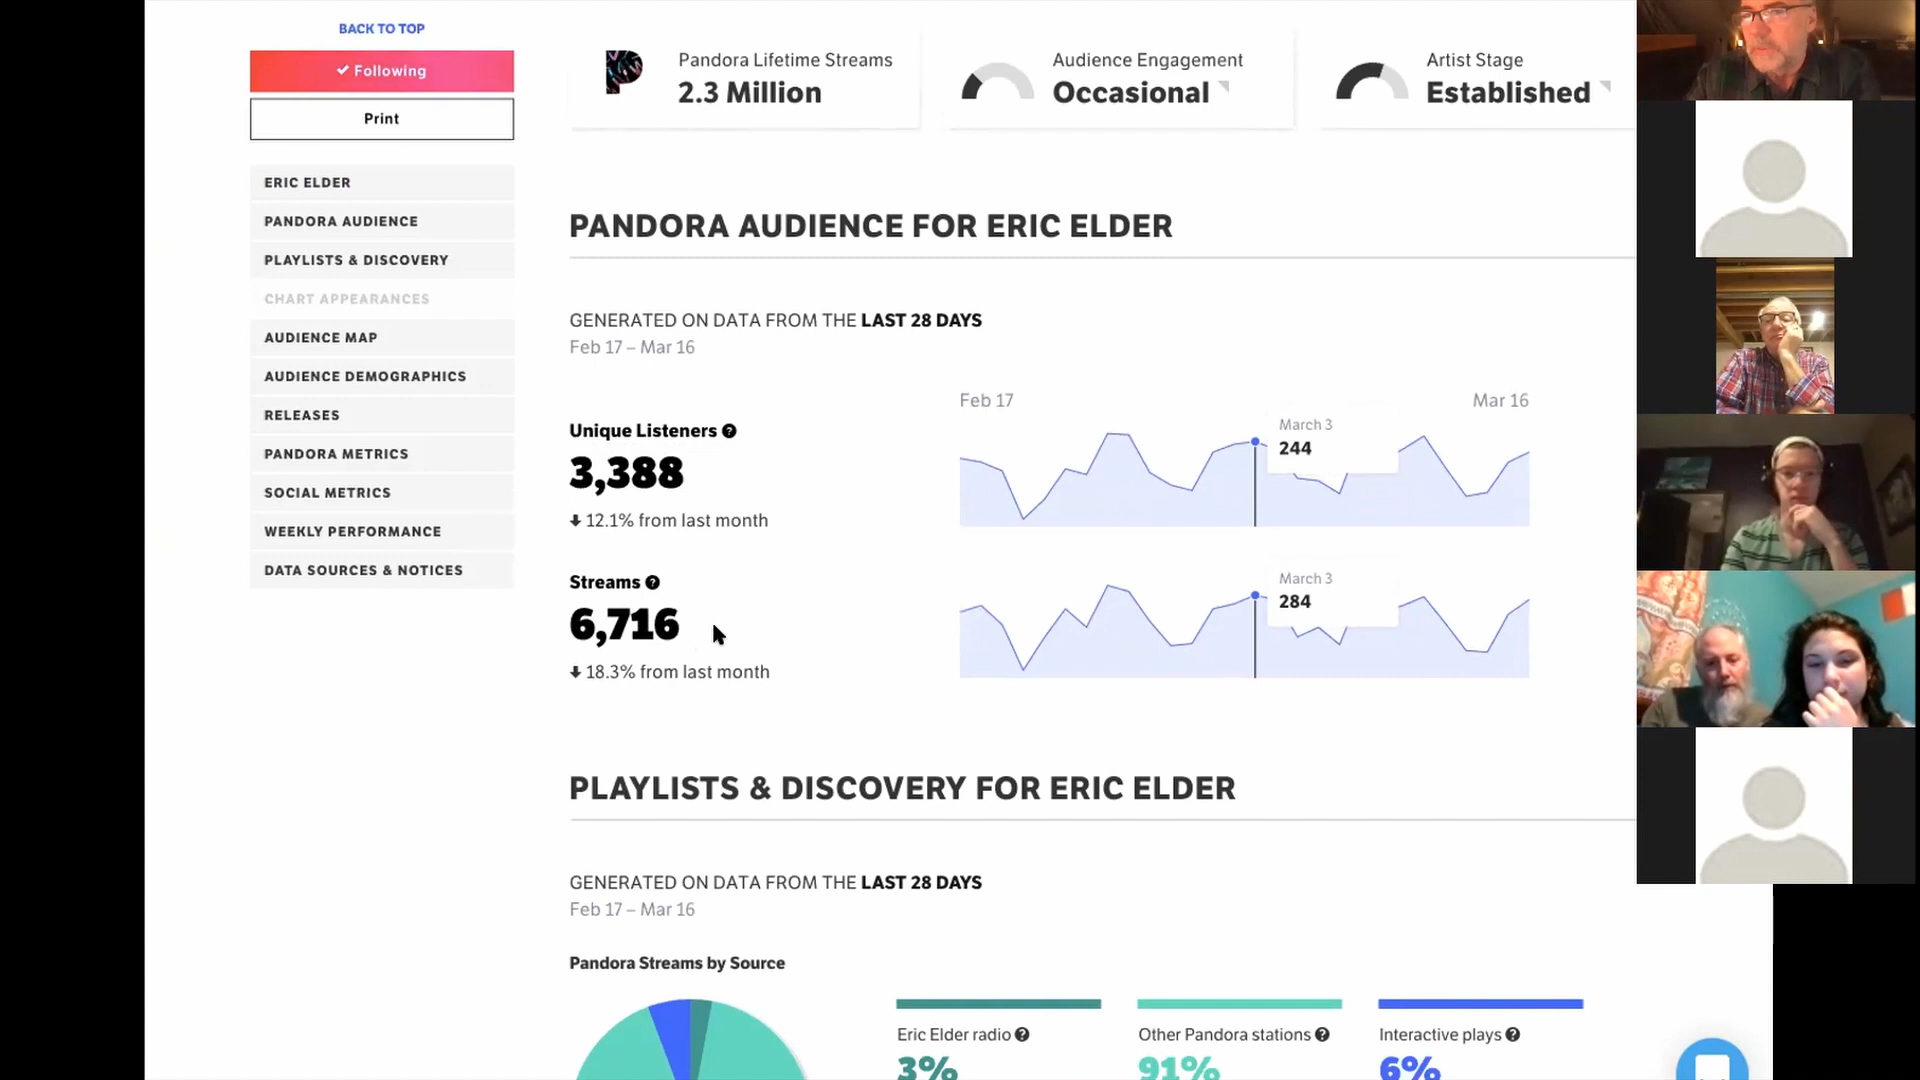 BACK TO TOP
Following
Print
ERIC ELDER
PANDORA AUDIENCE
PLAYLISTS & DISCOVERY
CHART APPEARANCES
AUDIENCE MAP
AUDIENCE DEMOGRAPHICS
RELEASES
PANDORA METRICS
SOCIAL METRICS
WEEKLY PERFORMANCE
DATA SOURCES & NOTICES
Pandora Lifetime Streams
2.3 Million
Audience Engagement
Occasional
Artist Stage
Established
PANDORA AUDIENCE FOR ERIC ELDER
GENERATED ON DATA FROM THE LAST 28 DAYS
Feb 17 – Mar 16
Feb 17
Mar 16
Unique Listeners
3,388
12.1% from last month
March 3
244
Streams
6,716
18.3% from last month
March 3
284
PLAYLISTS & DISCOVERY FOR ERIC ELDER
GENERATED ON DATA FROM THE LAST 28 DAYS
Feb 17 – Mar 16
Pandora Streams by Source
Eric Elder radio
3%
Other Pandora stations
91%
Interactive plays
6%